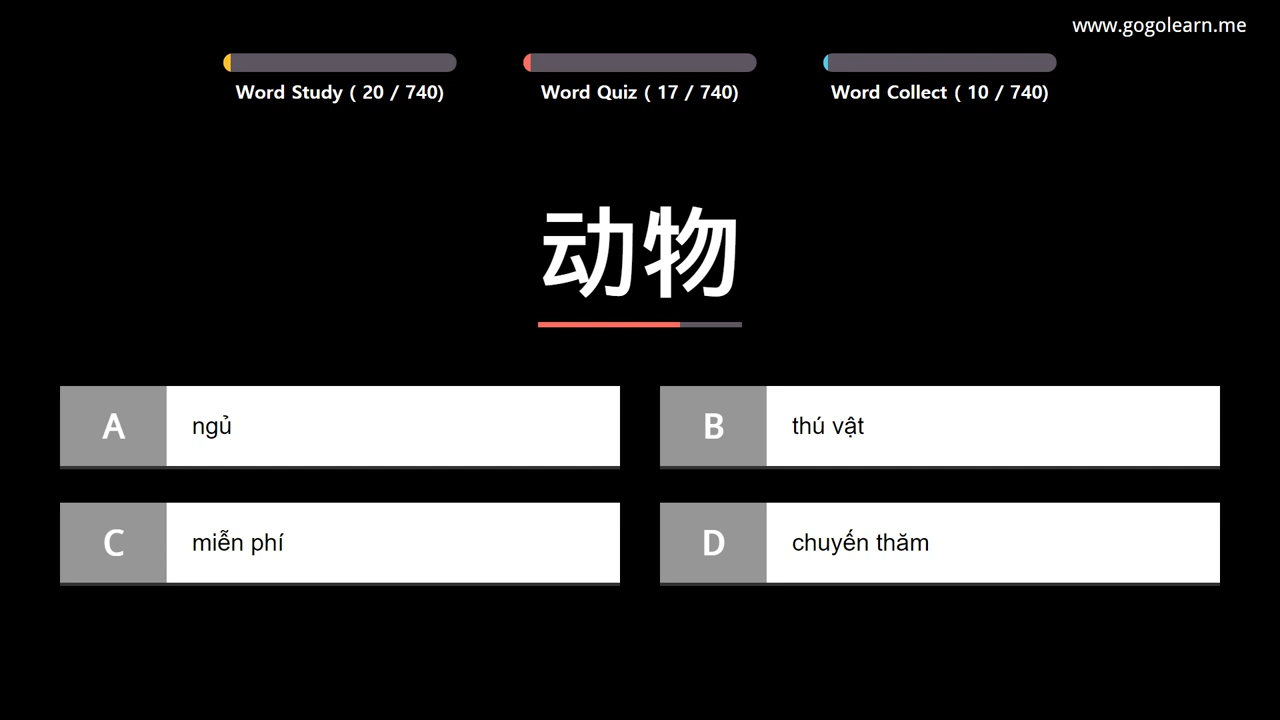 www.gogolearn.me
Word Study ( 20 / 740)
Word Quiz ( 17 / 740)
Word Collect ( 10 / 740)
动物
A
ngủ
B
thú vật
C
miễn phí
D
chuyến thăm